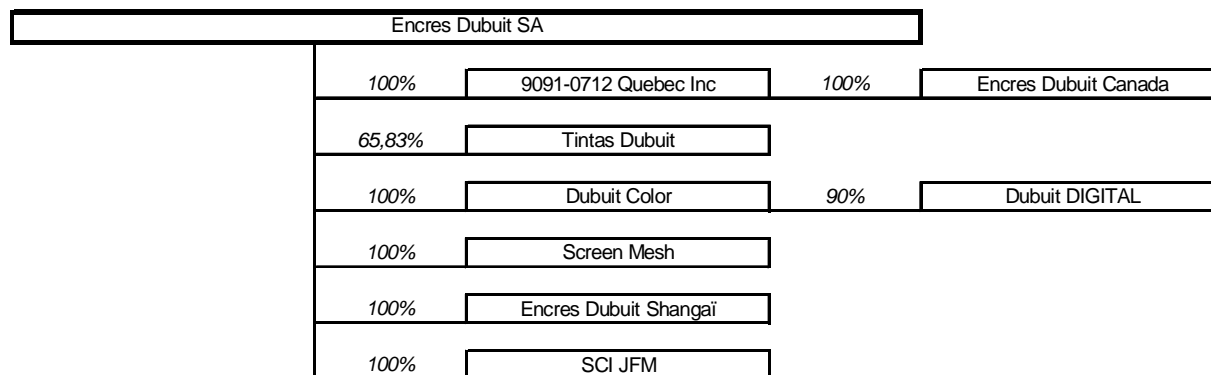 Encres Dubuit SA
100% 9091-0712 Quebec Inc 100% Encres Dubuit Canada
65,83% Tintas Dubuit
100% Dubuit Color 90% Dubuit DIGITAL
100% Screen Mesh
100% Encres Dubuit Shangaï
100% SCI JFM